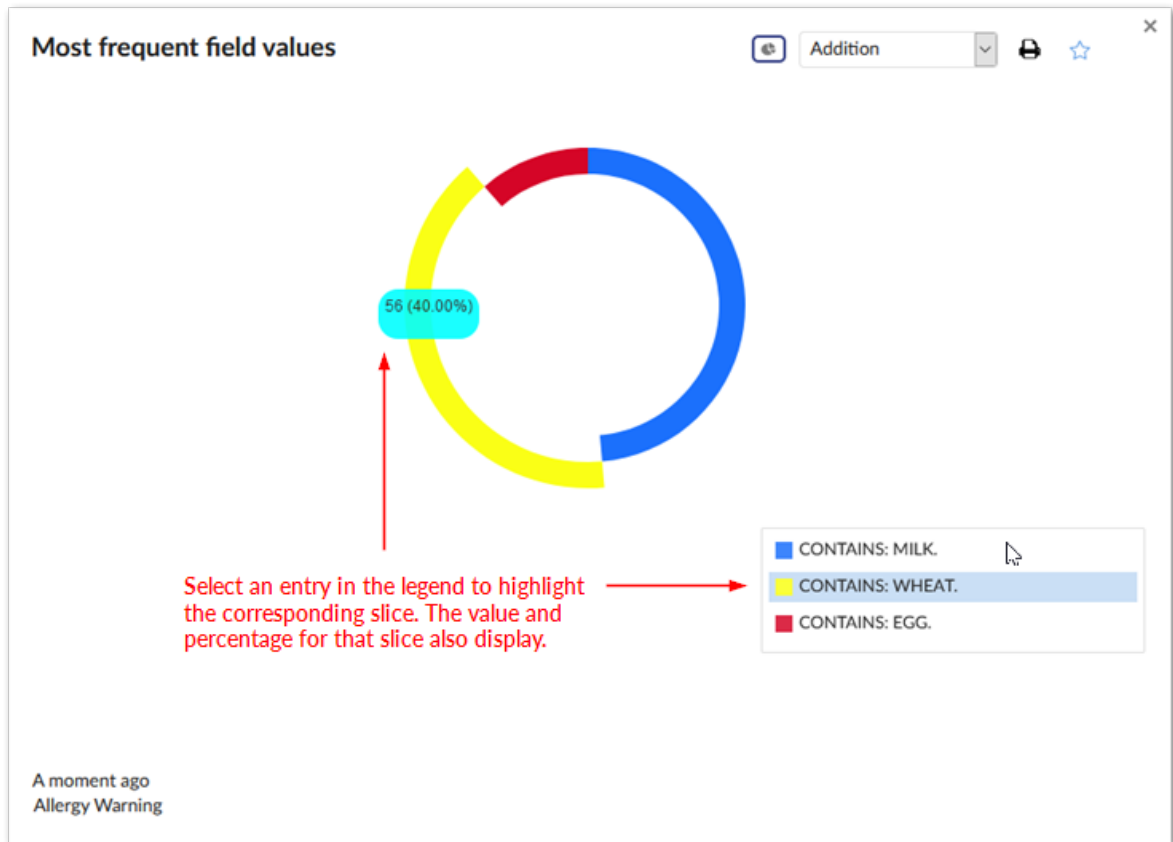 Most frequent field values
Addition
56 (40.00%)
CONTAINS: MILK.
CONTAINS: WHEAT.
CONTAINS: EGG.
Select an entry in the legend to highlight
the corresponding slice. The value and
percentage for that slice also display.
A moment ago
Allergy Warning